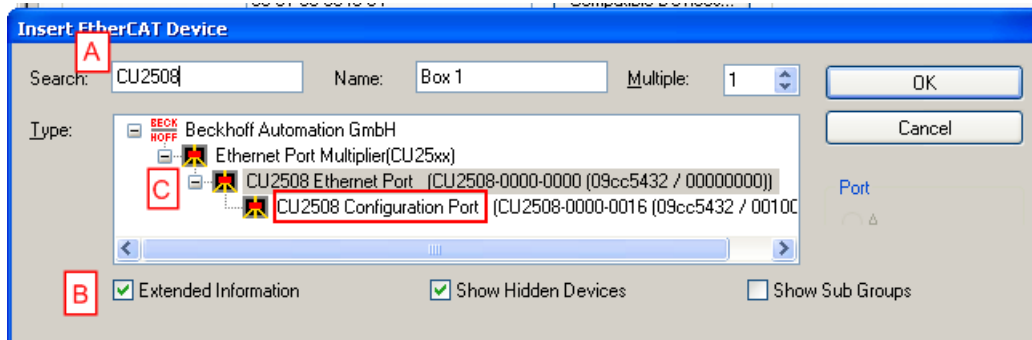 Insert EtherCAT Device
A
Search: CU2508 Name: Box 1 Multiple: 1 OK
Type: BECK HOFF Beckhoff Automation GmbH Cancel
Ethernet Port Multiplier(CU25xx)
C CU2508 Ethernet Port (CU2508-0000-0000 (09cc5432 / 00000000)) Port
CU2508 Configuration Port (CU2508-0000-0016 (09cc5432 / 00100
B Extended Information Show Hidden Devices Show Sub Groups